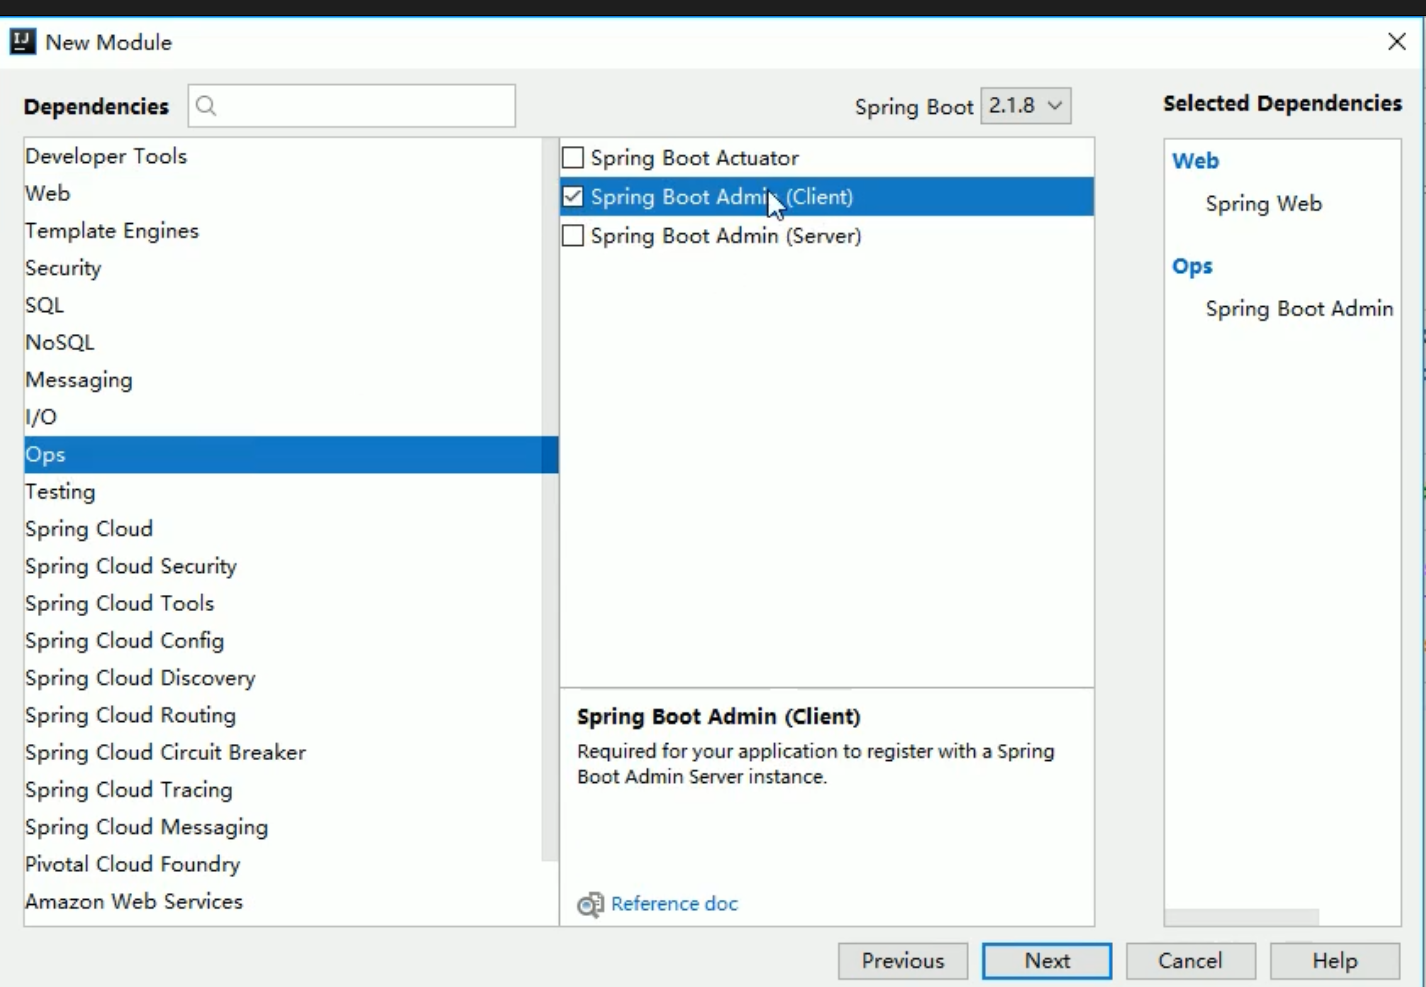 New Module
Dependencies
Spring Boot 2.1.8
Selected Dependencies
Developer Tools
Web
Template Engines
Security
SQL
NoSQL
Messaging
I/O
Ops
Testing
Spring Cloud
Spring Cloud Security
Spring Cloud Tools
Spring Cloud Config
Spring Cloud Discovery
Spring Cloud Routing
Spring Cloud Circuit Breaker
Spring Cloud Tracing
Spring Cloud Messaging
Pivotal Cloud Foundry
Amazon Web Services
Spring Boot Actuator
Spring Boot Admin (Client)
Spring Boot Admin (Server)
Spring Boot Admin (Client)
Required for your application to register with a Spring
Boot Admin Server instance.
Reference doc
Web
Spring Web
Ops
Spring Boot Admin
Previous
Next
Cancel
Help